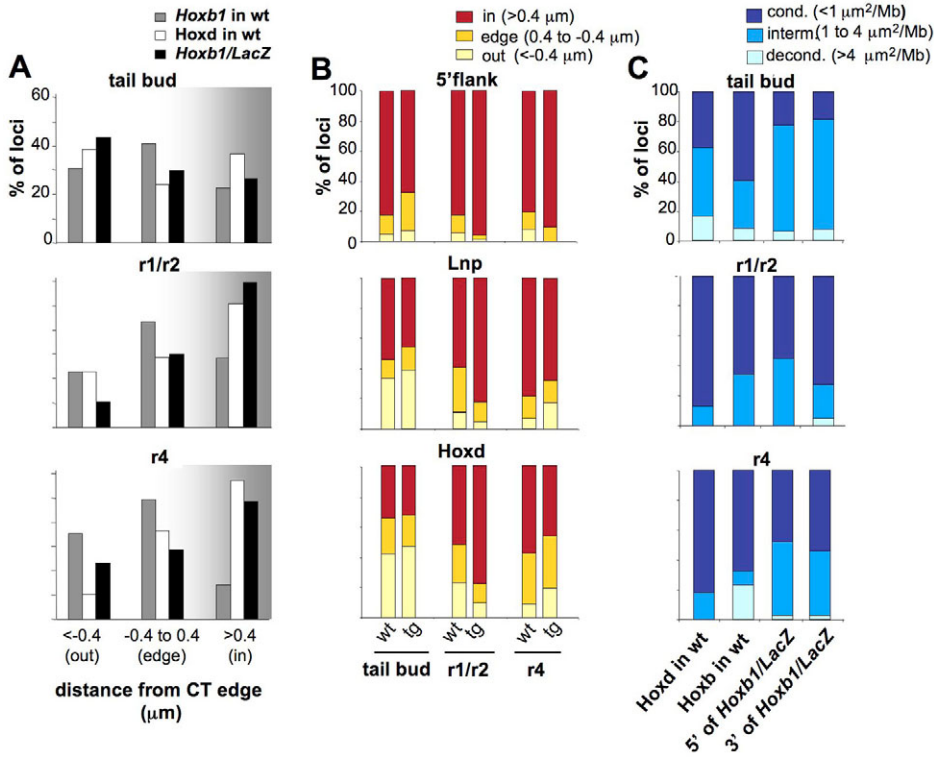 A
Hoxb1 in wt
Hoxd in wt
Hoxb1/LacZ
tail bud
% of loci
60
40
20
0
r1/r2
r4
<-0.4
(out)
-0.4 to 0.4
(edge)
>0.4
(in)
distance from CT edge
(μm)
B
in (>0.4 μm)
edge (0.4 to -0.4 μm)
out (<-0.4 μm)
5'flank
% of loci
100
80
60
40
20
0
Lnp
Hoxd
wt tg wt tg wt tg
tail bud r1/r2 r4
C
cond. (<1 μm²/Mb)
interm.(1 to 4 μm²/Mb)
decond. (>4 μm²/Mb)
tail bud
% of loci
100
80
60
40
20
0
r1/r2
r4
Hoxd in wt
Hoxb in wt
5' of Hoxb1/LacZ
3' of Hoxb1/LacZ